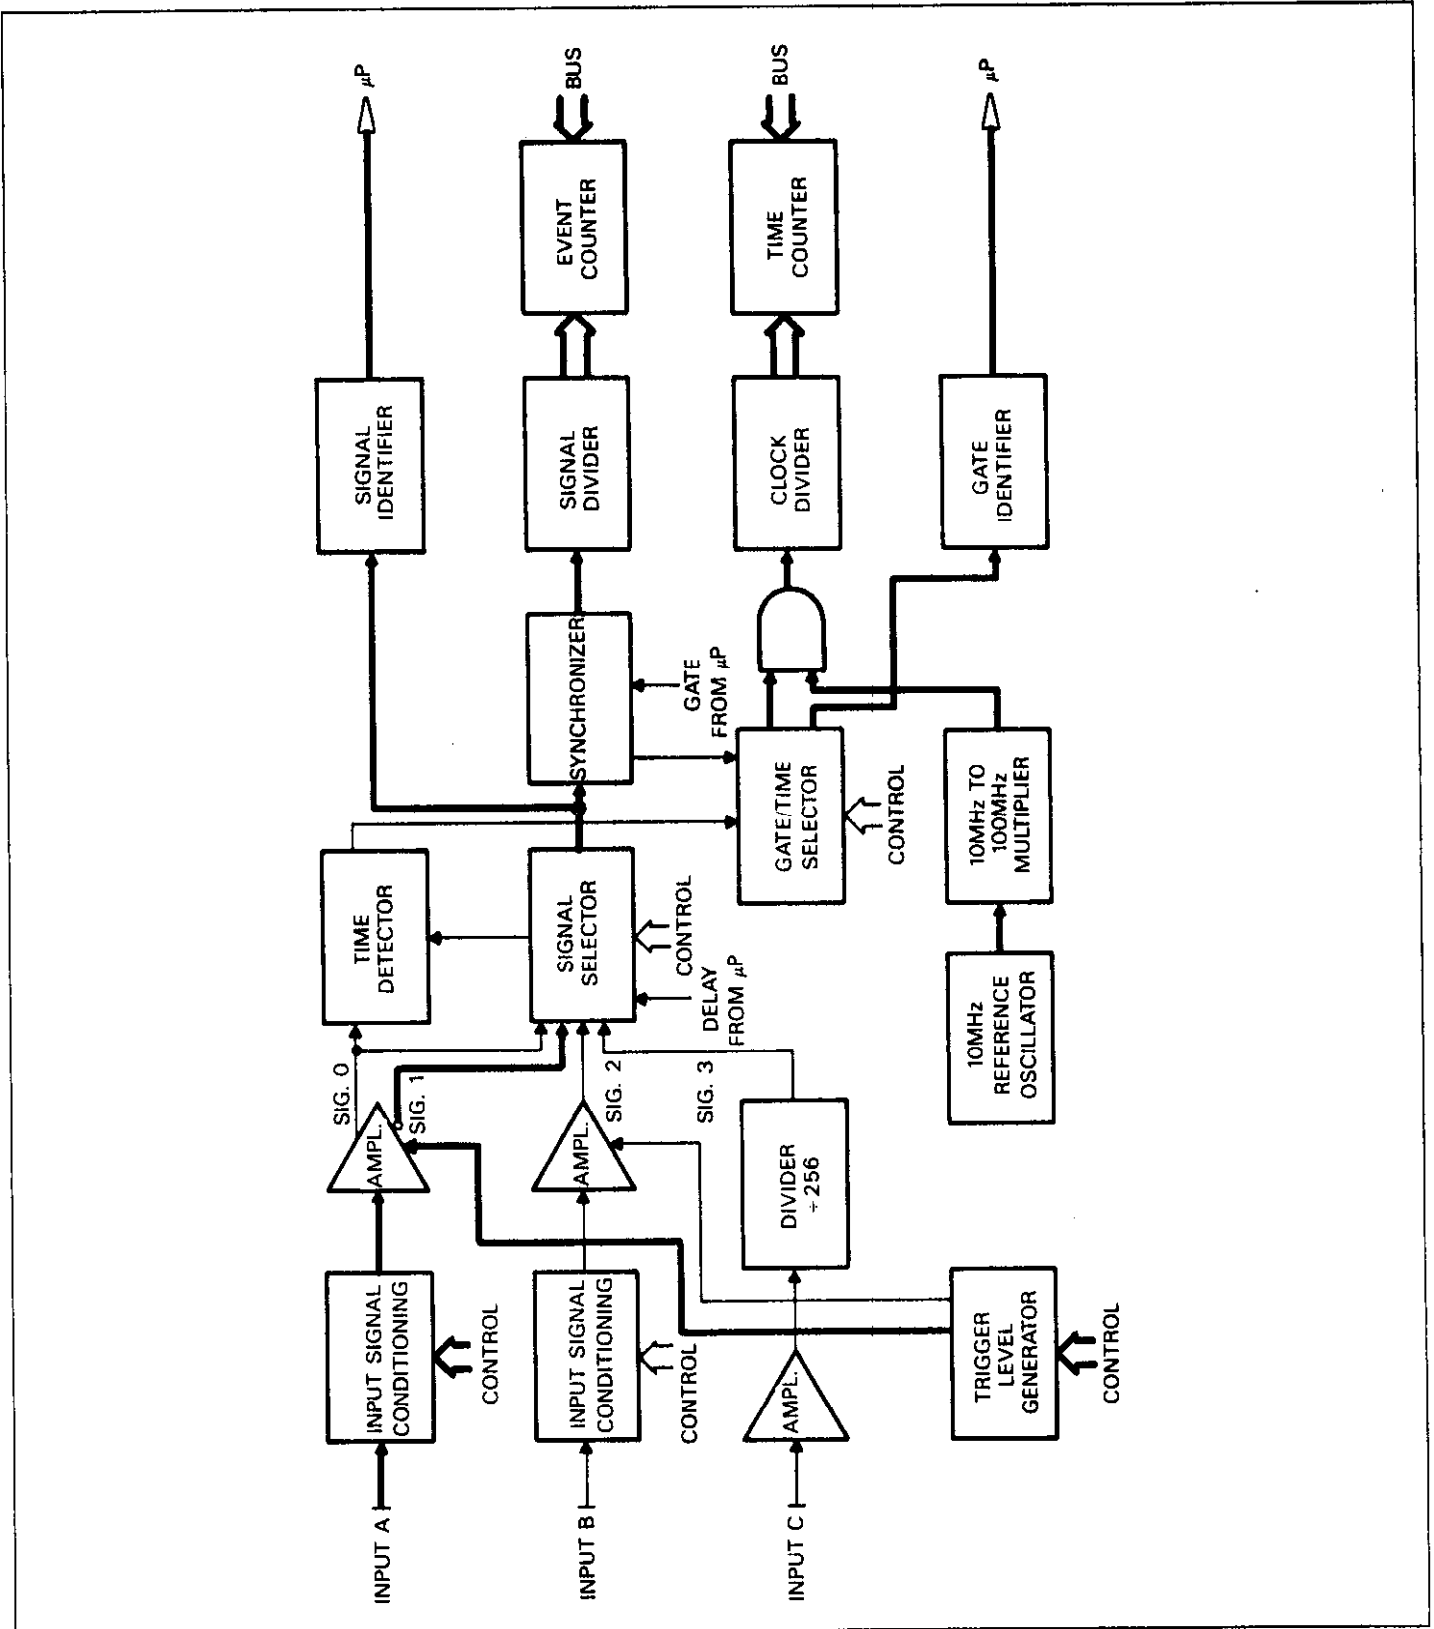 INPUT A
INPUT SIGNAL
CONDITIONING
CONTROL
AMPL.
SIG. 0
SIG. 1
TIME
DETECTOR
SIGNAL
IDENTIFIER
µP
INPUT B
INPUT SIGNAL
CONDITIONING
CONTROL
AMPL.
SIG. 2
SIG. 3
SIGNAL
SELECTOR
DELAY
FROM µP
CONTROL
SYNCHRONIZER
GATE
FROM µP
SIGNAL
DIVIDER
EVENT
COUNTER
BUS
INPUT C
AMPL.
DIVIDER
÷256
GATE/TIME
SELECTOR
CONTROL
CLOCK
DIVIDER
TIME
COUNTER
BUS
TRIGGER
LEVEL
GENERATOR
CONTROL
10MHz
REFERENCE
OSCILLATOR
10MHz TO
100MHz
MULTIPLIER
GATE
IDENTIFIER
µP